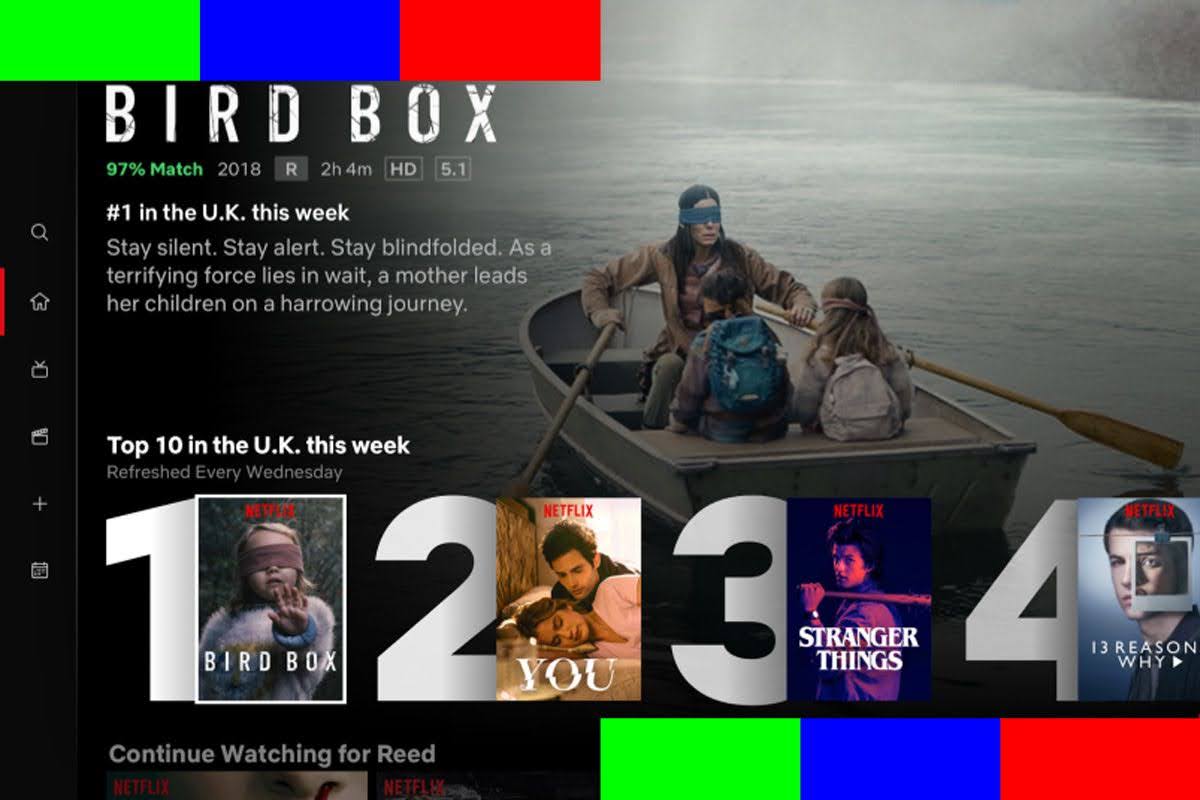 BIRD BOX
97% Match 2018 R 2h 4m HD 5.1
#1 in the U.K. this week
Stay silent. Stay alert. Stay blindfolded. As a
terrifying force lies in wait, a mother leads
her children on a harrowing journey.
Top 10 in the U.K. this week
Refreshed Every Wednesday
1
NETFLIX
BIRD BOX
2
NETFLIX
YOU
3
NETFLIX
STRANGER
THINGS
4
NETFLIX
13 REASON
WHY
Continue Watching for Reed
NETFLIX
NETFLIX